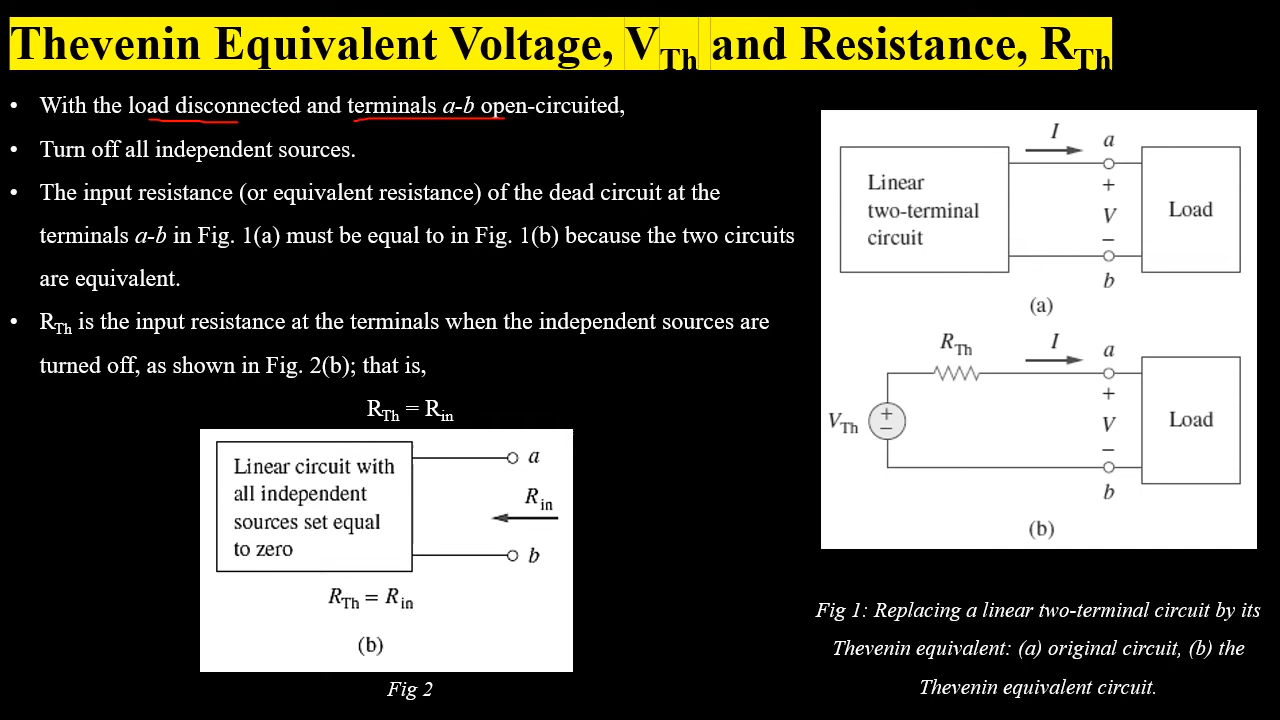 Thevenin Equivalent Voltage, VTh and Resistance, RTh
• With the load disconnected and terminals a-b open-circuited,
• Turn off all independent sources.
• The input resistance (or equivalent resistance) of the dead circuit at the
terminals a-b in Fig. 1(a) must be equal to in Fig. 1(b) because the two circuits
are equivalent.
• RTh is the input resistance at the terminals when the independent sources are
turned off, as shown in Fig. 2(b); that is,
RTh = Rin
Linear circuit with
all independent
sources set equal
to zero
a
Rin
b
RTh = Rin
(b)
Fig 2
Linear
two-terminal
circuit
I
a
+
V
−
b
Load
(a)
VTh
+
−
RTh
I
a
+
V
−
b
Load
(b)
Fig 1: Replacing a linear two-terminal circuit by its
Thevenin equivalent: (a) original circuit, (b) the
Thevenin equivalent circuit.